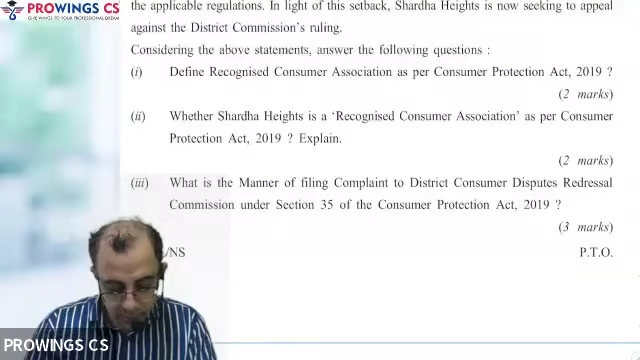 PROWINGS CS
GIVE WINGS TO YOUR PROFESSIONAL DREAM
the applicable regulations. In light of this setback, Shardha Heights is now seeking to appeal
against the District Commission's ruling.
Considering the above statements, answer the following questions :
(i) Define Recognised Consumer Association as per Consumer Protection Act, 2019 ?
(2 marks)
(ii) Whether Shardha Heights is a 'Recognised Consumer Association' as per Consumer
Protection Act, 2019 ? Explain.
(2 marks)
(iii) What is the Manner of filing Complaint to District Consumer Disputes Redressal
Commission under Section 35 of the Consumer Protection Act, 2019 ?
(3 marks)
/NS P.T.O.
PROWINGS CS